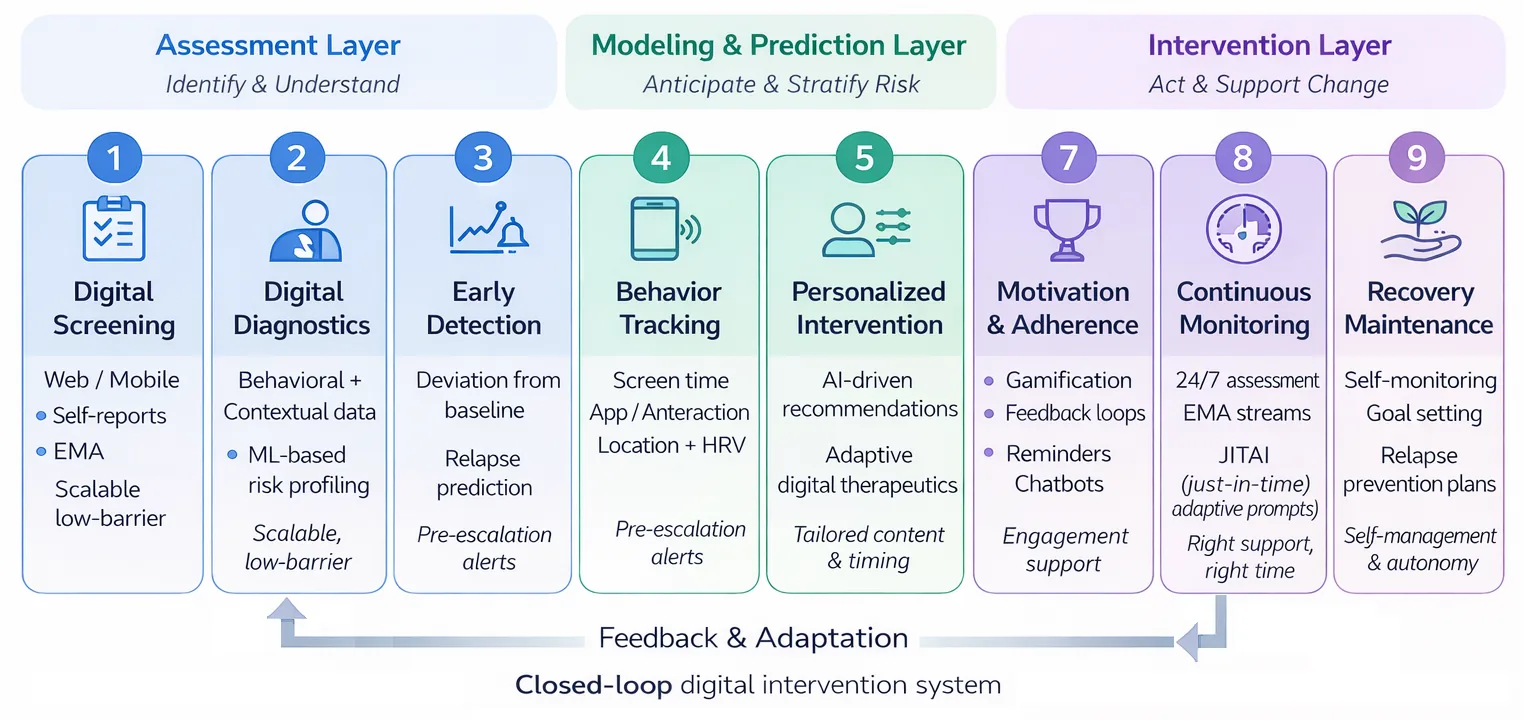 Assessment Layer
Identify & Understand
Modeling & Prediction Layer
Anticipate & Stratify Risk
Intervention Layer
Act & Support Change
1
Digital
Screening
Web / Mobile
• Self-reports
• EMA
Scalable
low-barrier
2
Digital
Diagnostics
Behavioral +
Contextual data
• ML-based
risk profiling
Scalable,
low-barrier
3
Early
Detection
Deviation from
baseline
Relapse
prediction
Pre-escalation
alerts
4
Behavior
Tracking
Screen time
App / Anteraction
Location + HRV
Pre-escalation
alerts
5
Personalized
Intervention
AI-driven
recommendations
Adaptive
digital therapeutics
Tailored content
& timing
7
Motivation
& Adherence
• Gamification
• Feedback loops
• Reminders
Chatbots
Engagement
support
8
Continuous
Monitoring
24/7 assessment
EMA streams
JITAI
(just-in-time)
adaptive prompts)
Right support,
right time
9
Recovery
Maintenance
Self-monitoring
Goal setting
Relapse
prevention plans
Self-management
& autonomy
Feedback & Adaptation
Closed-loop digital intervention system